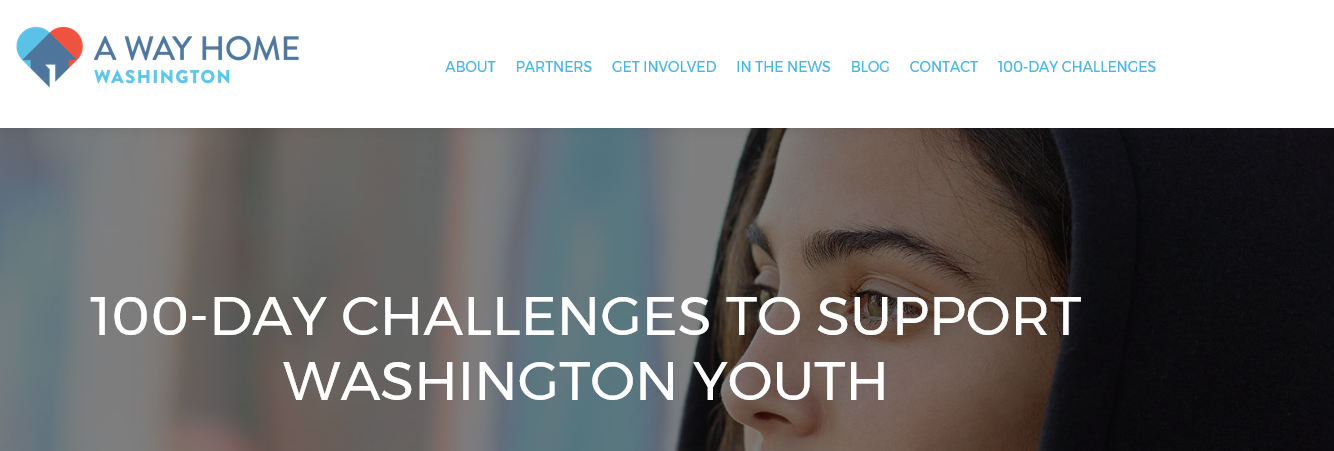 A WAY HOME
WASHINGTON
ABOUT PARTNERS GET INVOLVED IN THE NEWS BLOG CONTACT 100-DAY CHALLENGES
100-DAY CHALLENGES TO SUPPORT
WASHINGTON YOUTH